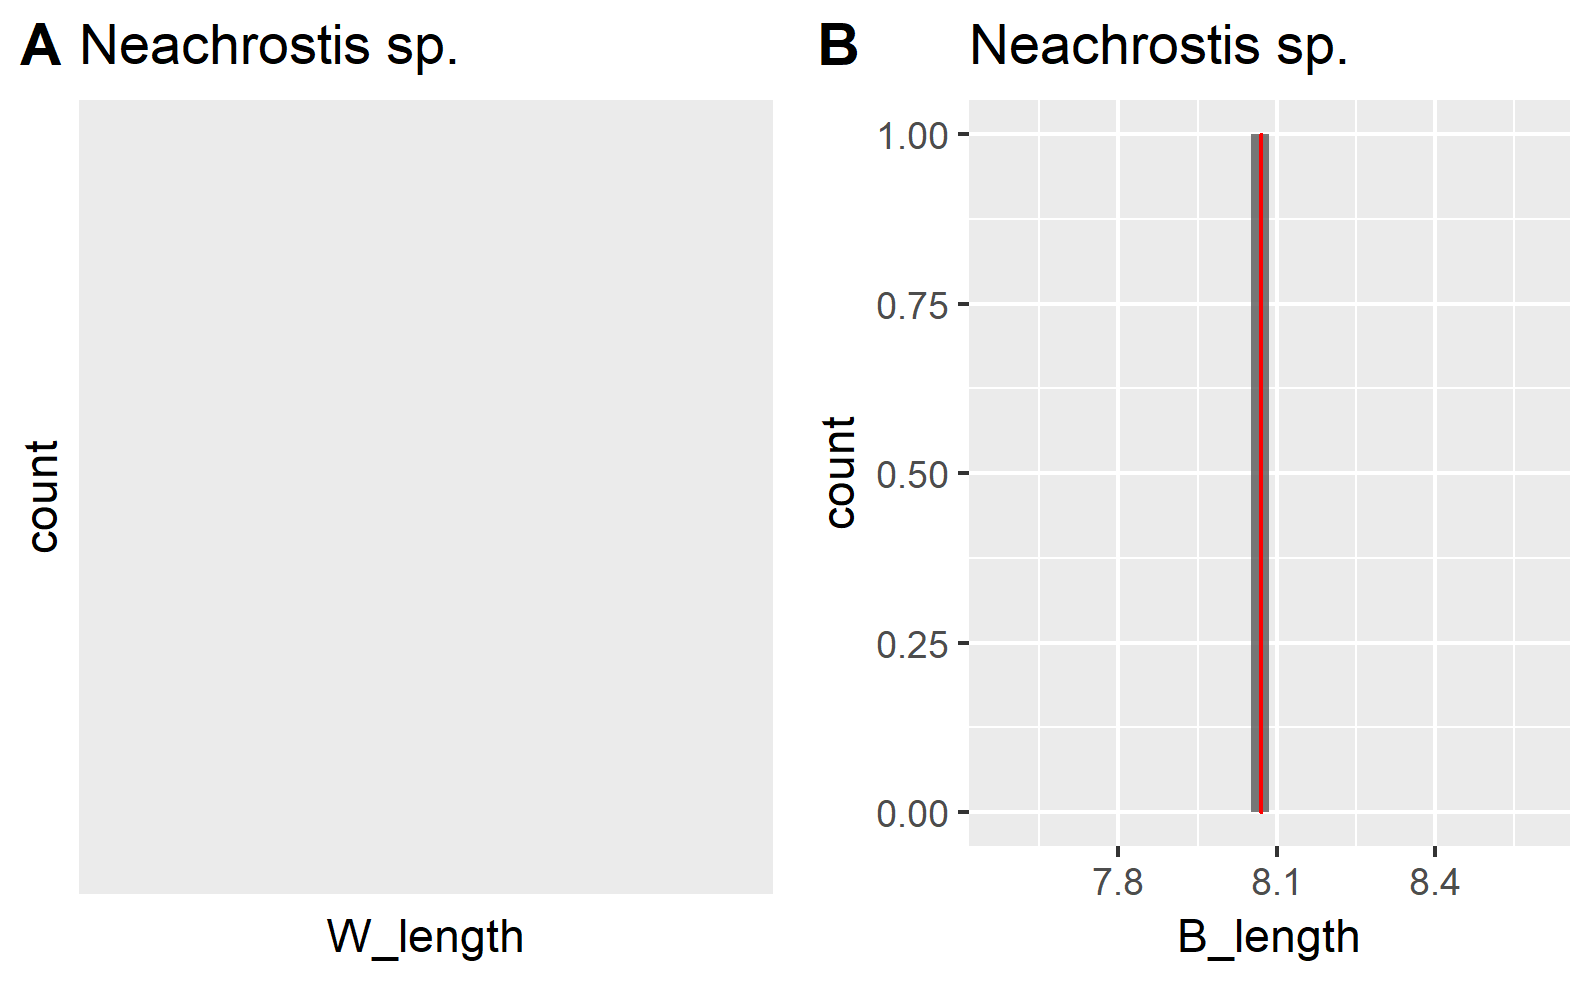 A Neachrostis sp.
count
W_length
B Neachrostis sp.
count
1.00
0.75
0.50
0.25
0.00
7.8 8.1 8.4
B_length